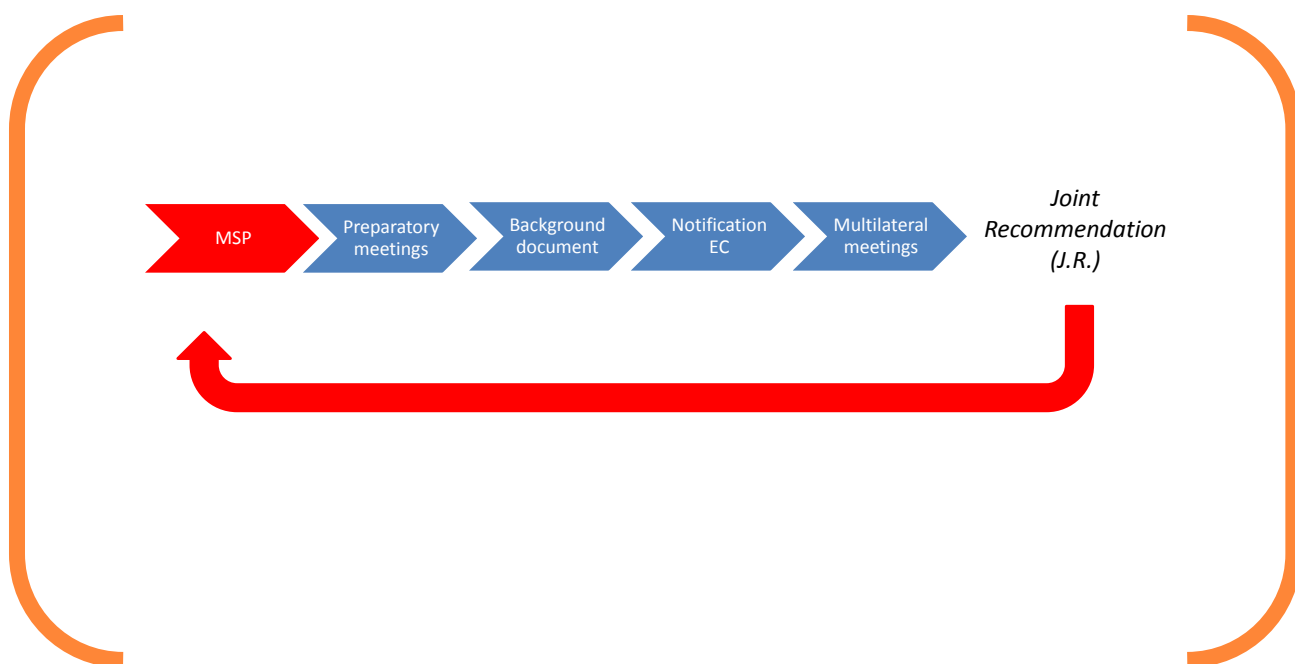 MSP
Preparatory
meetings
Background
document
Notification
EC
Multilateral
meetings
Joint
Recommendation
(J.R.)